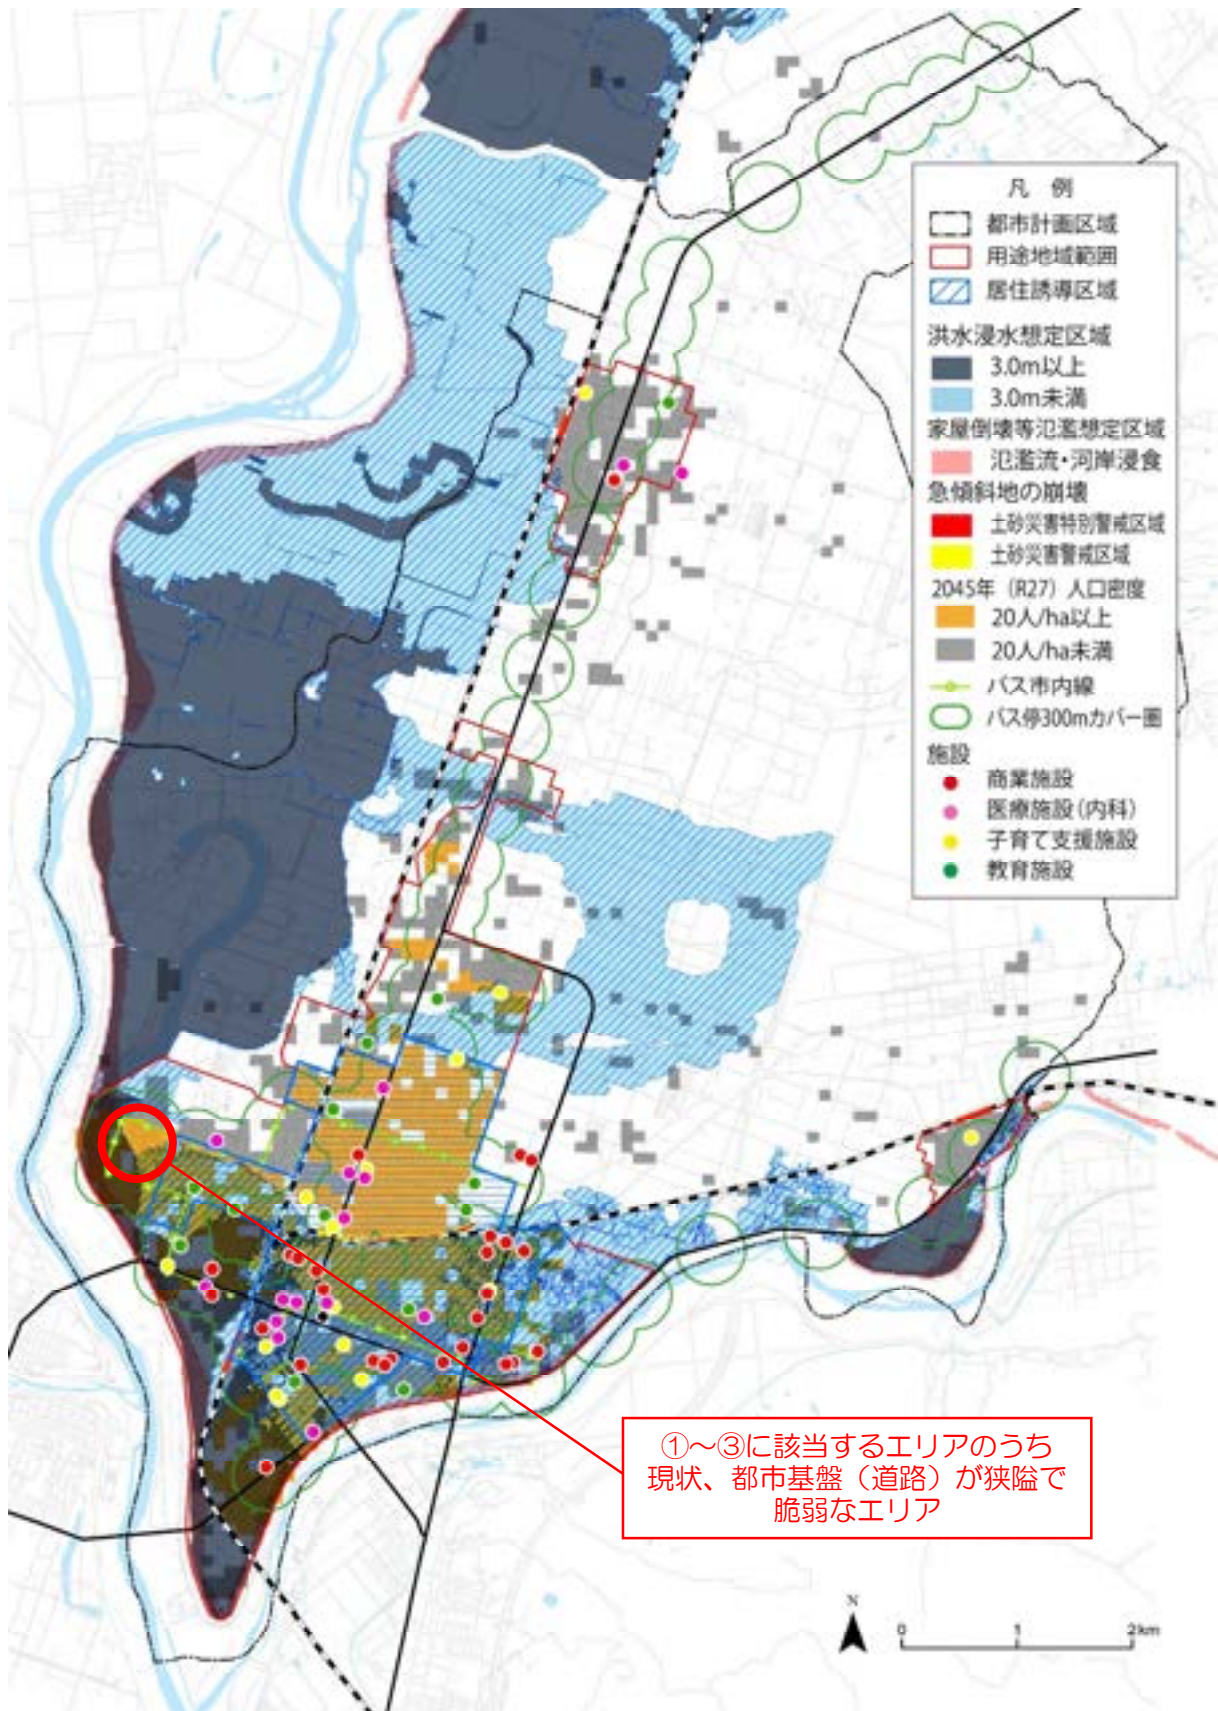 凡 例
都市計画区域
用途地域範囲
居住誘導区域
洪水浸水想定区域
3.0m以上
3.0m未満
家屋倒壊等氾濫想定区域
氾濫流・河岸浸食
急傾斜地の崩壊
土砂災害特別警戒区域
土砂災害警戒区域
2045年（R27）人口密度
20人/ha以上
20人/ha未満
バス市内線
バス停300mカバー圏
施設
商業施設
医療施設(内科)
子育て支援施設
教育施設
①～③に該当するエリアのうち
現状、都市基盤（道路）が狭隘で
脆弱なエリア
N
0 1 2km